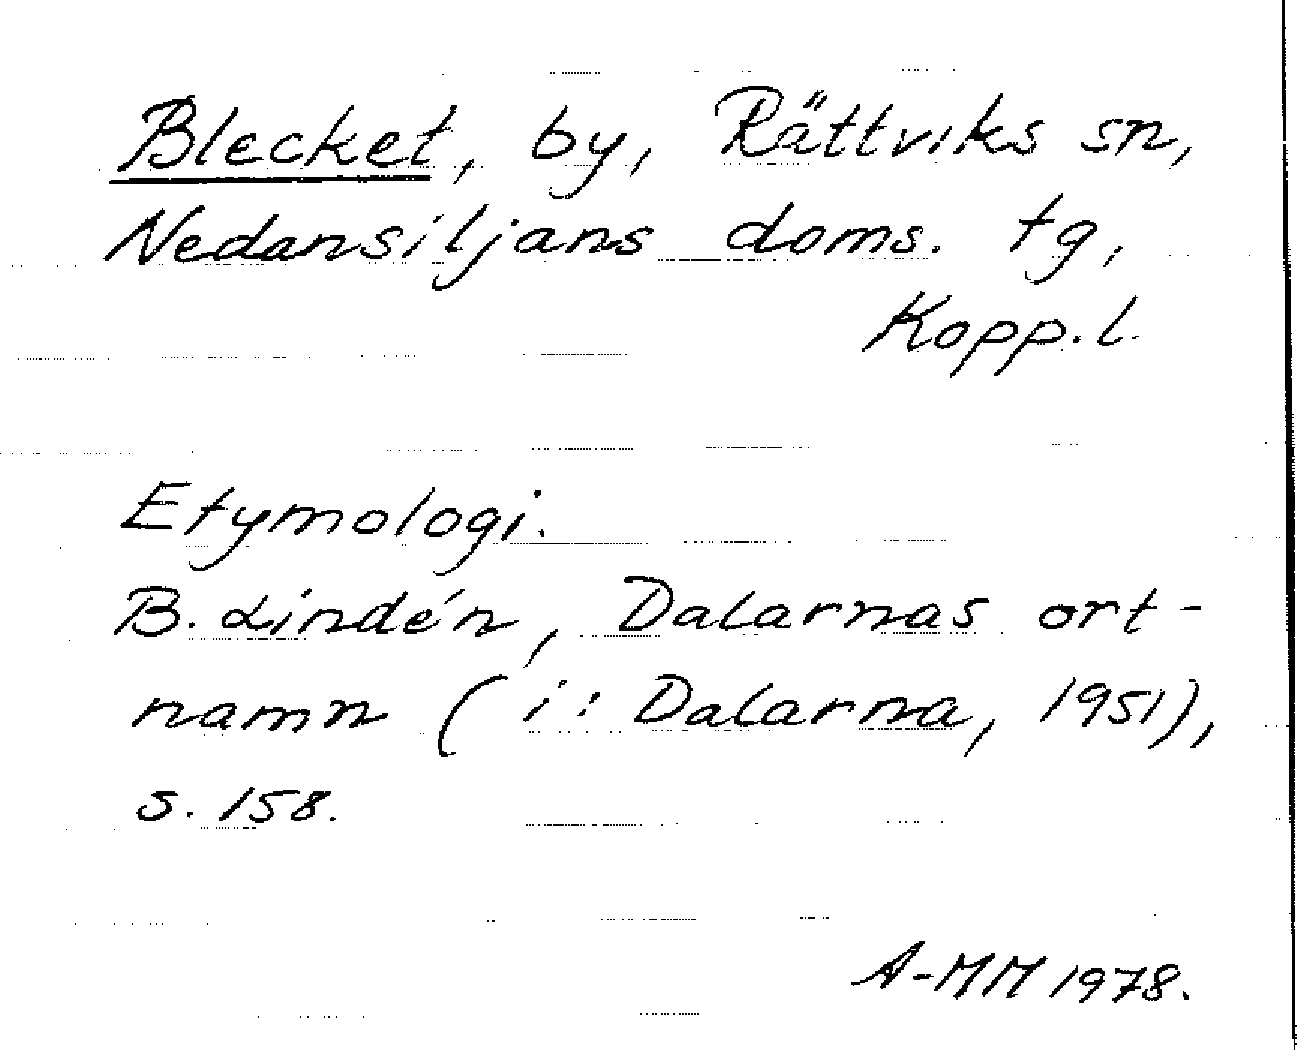 Blecket, by, Rättviks sn,
Nedansiljans doms. tg,
Kopp. l.
Etymologi.
B. Lindén, Dalarnas ort-
namn (i: Dalarna, 1951),
s. 158.
A-MM 1978.